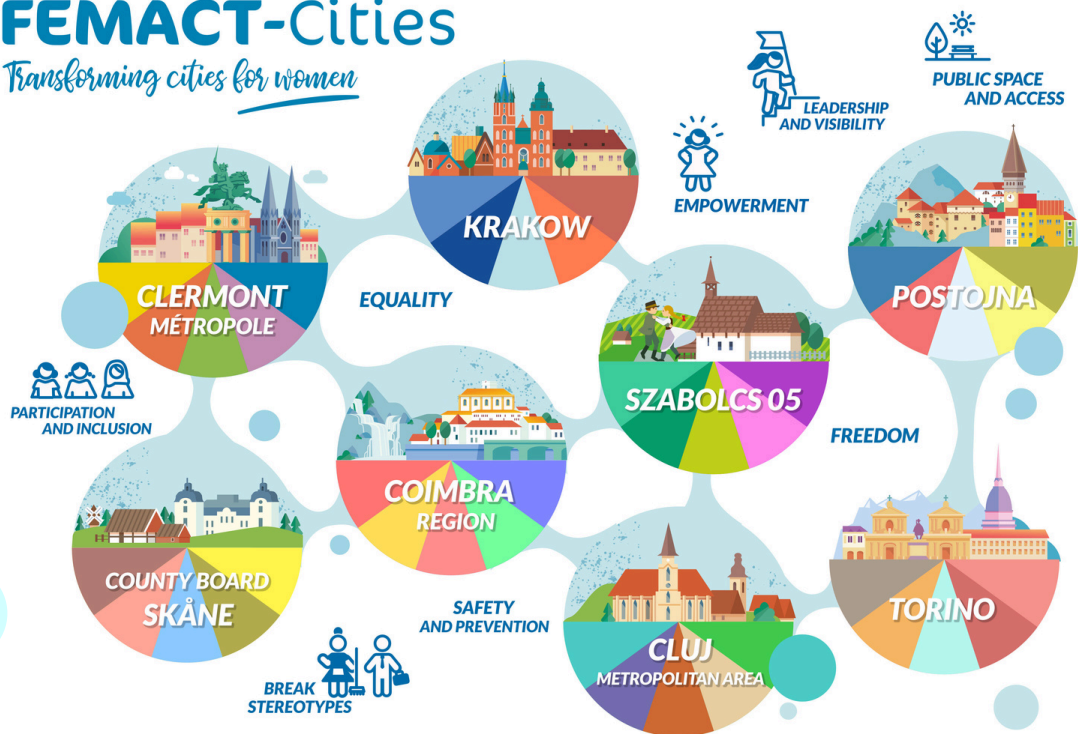 FEMACT-Cities
Transforming cities for women
PUBLIC SPACE
AND ACCESS
LEADERSHIP
AND VISIBILITY
EMPOWERMENT
KRAKOW
CLERMONT
MÉTROPOLE
EQUALITY
POSTOJNA
PARTICIPATION
AND INCLUSION
SZABOLCS 05
FREEDOM
COIMBRA
REGION
COUNTY BOARD
SKÅNE
SAFETY
AND PREVENTION
TORINO
CLUJ
METROPOLITAN AREA
BREAK
STEREOTYPES